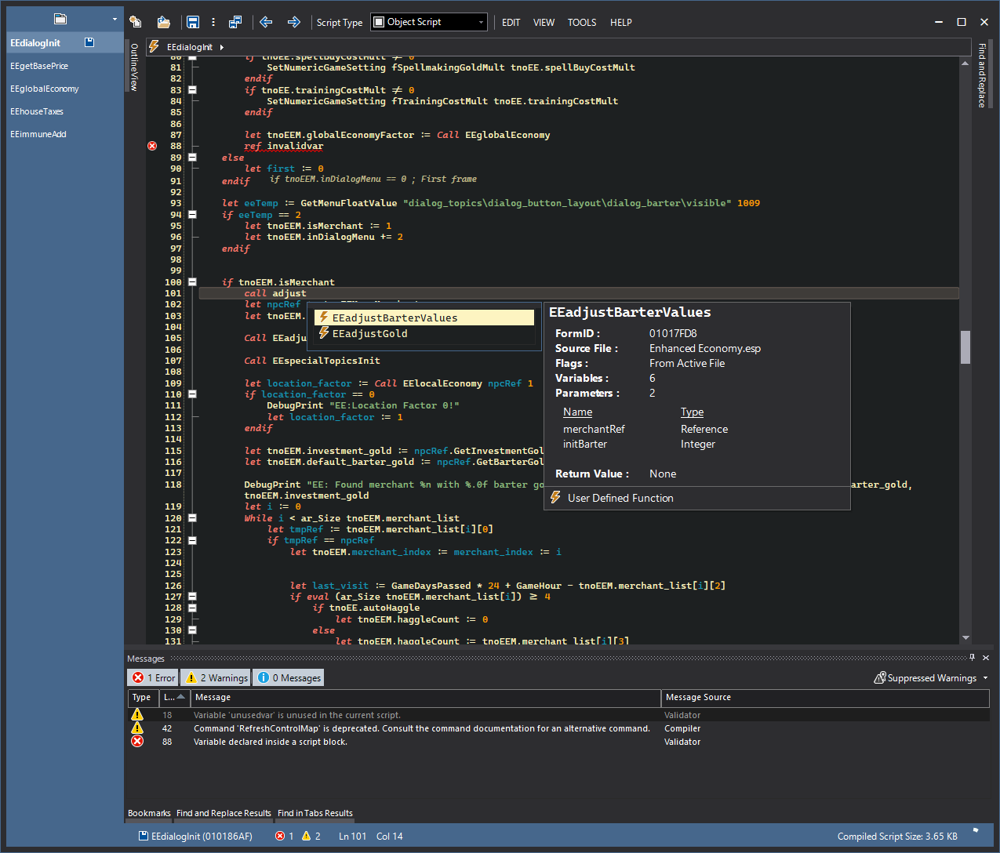 Script Type Object Script EDIT VIEW TOOLS HELP
EEdialogInit
EEgetBasePrice
EEglobalEconomy
EEhouseTaxes
EEimmuneAdd
OutlineView
EEdialogInit
Find and Replace
80 if tnoEE.spellBuyCostMult ≠ 0
81 SetNumericGameSetting fSpellmakingGoldMult tnoEE.spellBuyCostMult
82 endif
83 if tnoEE.trainingCostMult ≠ 0
84 SetNumericGameSetting fTrainingCostMult tnoEE.trainingCostMult
85 endif
86
87 let tnoEEM.globalEconomyFactor := Call EEglobalEconomy
88 ref invalidvar
89 else
90 let first := 0
91 endif if tnoEEM.inDialogMenu == 0 ; First frame
92
93 let eeTemp := GetMenuFloatValue "dialog_topics\dialog_button_layout\dialog_barter\visible" 1009
94 if eeTemp == 2
95 let tnoEEM.isMerchant := 1
96 let tnoEEM.inDialogMenu += 2
97 endif
98
99
100 if tnoEEM.isMerchant
101 call adjust
102 let npcRef
103 let tnoEEM.
104
105 Call EEadju
106
107 Call EEspecialTopicsInit
108
109 let location_factor := Call EElocalEconomy npcRef 1
110 if location_factor == 0
111 DebugPrint "EE:Location Factor 0!"
112 let location_factor := 1
113 endif
114
115 let tnoEEM.investment_gold := npcRef.GetInvestmentGol
116 let tnoEEM.default_barter_gold := npcRef.GetBarterGol
117
118 DebugPrint "EE: Found merchant %n with %.0f barter go arter_gold,
tnoEEM.investment_gold
119 let i := 0
120 While i < ar_Size tnoEEM.merchant_list
121 let tmpRef := tnoEEM.merchant_list[i][0]
122 if tmpRef == npcRef
123 let tnoEEM.merchant_index := merchant_index := i
124
125
126 let last_visit := GameDaysPassed * 24 + GameHour - tnoEEM.merchant_list[i][2]
127 if eval (ar_Size tnoEEM.merchant_list[i]) ≥ 4
128 if tnoEE.autoHaggle
129 let tnoEEM.haggleCount := 0
130 else
131 let tnoEEM.haggleCount := tnoEEM.merchant_list[i][3]
EEadjustBarterValues
EEadjustGold
EEadjustBarterValues
FormID : 01017FD8
Source File : Enhanced Economy.esp
Flags : From Active File
Variables : 6
Parameters : 2
Name Type
merchantRef Reference
initBarter Integer
Return Value : None
User Defined Function
Messages
1 Error 2 Warnings 0 Messages Suppressed Warnings
Type L... Message Message Source
18 Variable 'unusedvar' is unused in the current script. Validator
42 Command 'RefreshControlMap' is deprecated. Consult the command documentation for an alternative command. Compiler
88 Variable declared inside a script block. Validator
Bookmarks Find and Replace Results Find in Tabs Results
EEdialogInit (010186AF) 1 2 Ln 101 Col 14 Compiled Script Size: 3.65 KB